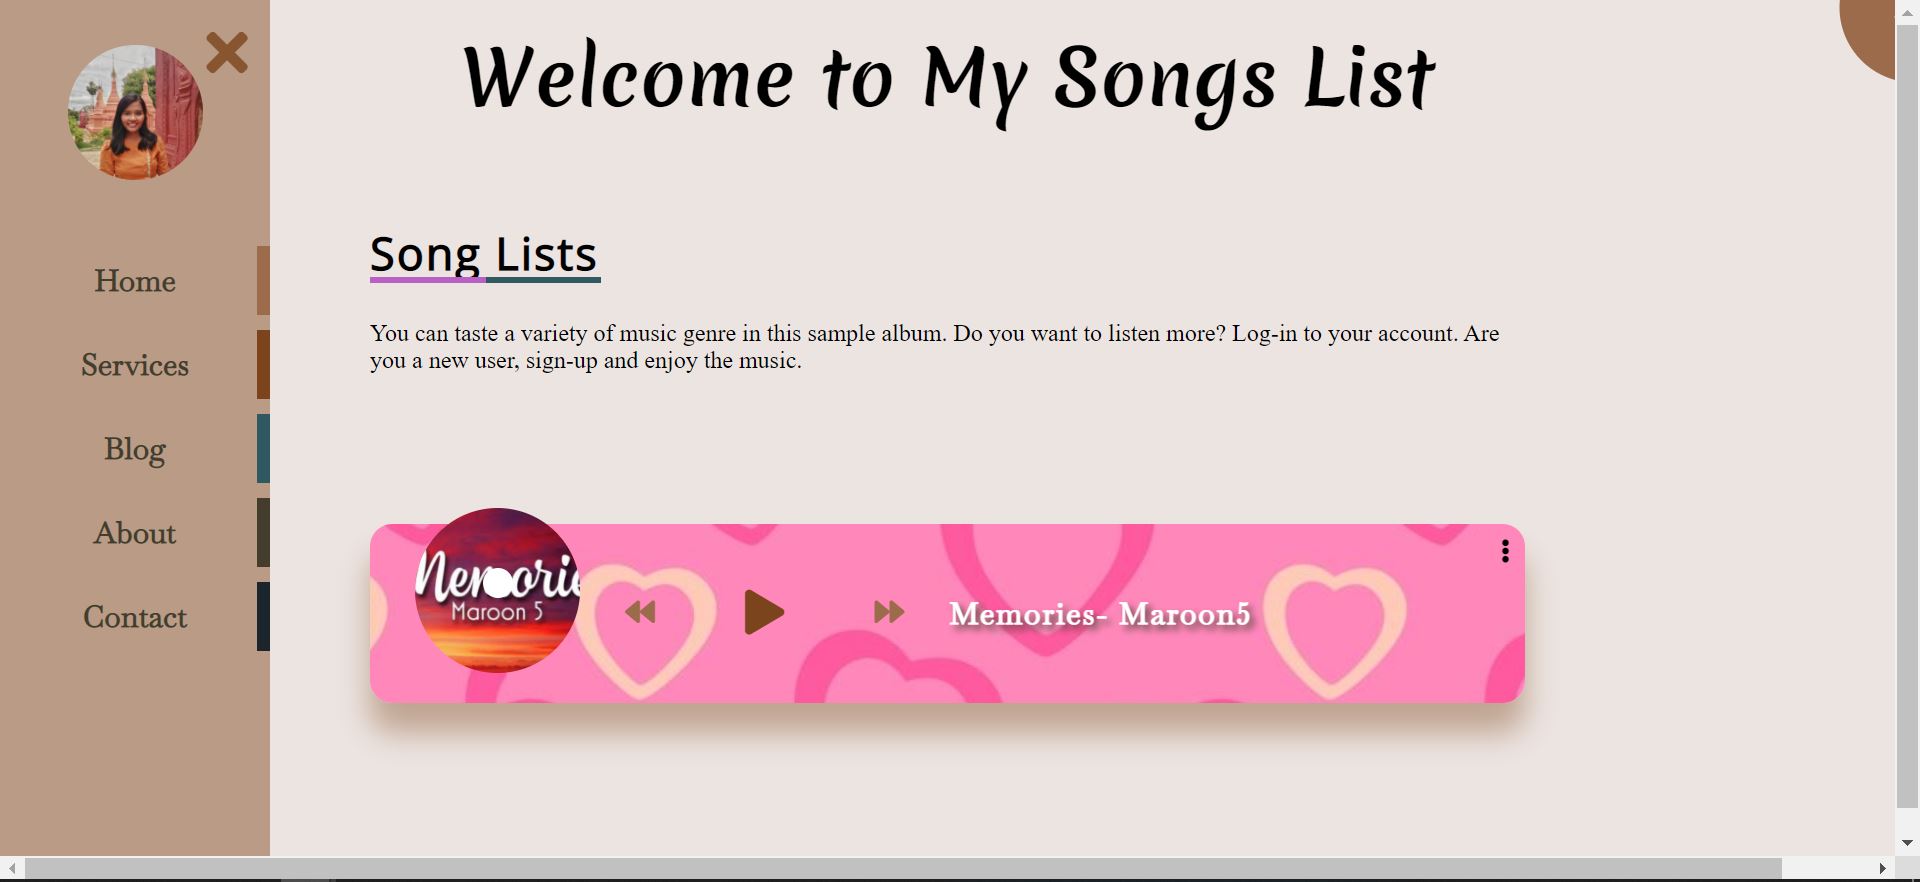 Welcome to My Songs List
Home
Services
Blog
About
Contact
Song Lists
You can taste a variety of music genre in this sample album. Do you want to listen more? Log-in to your account. Are
you a new user, sign-up and enjoy the music.
Maroon 5
Memories- Maroon5